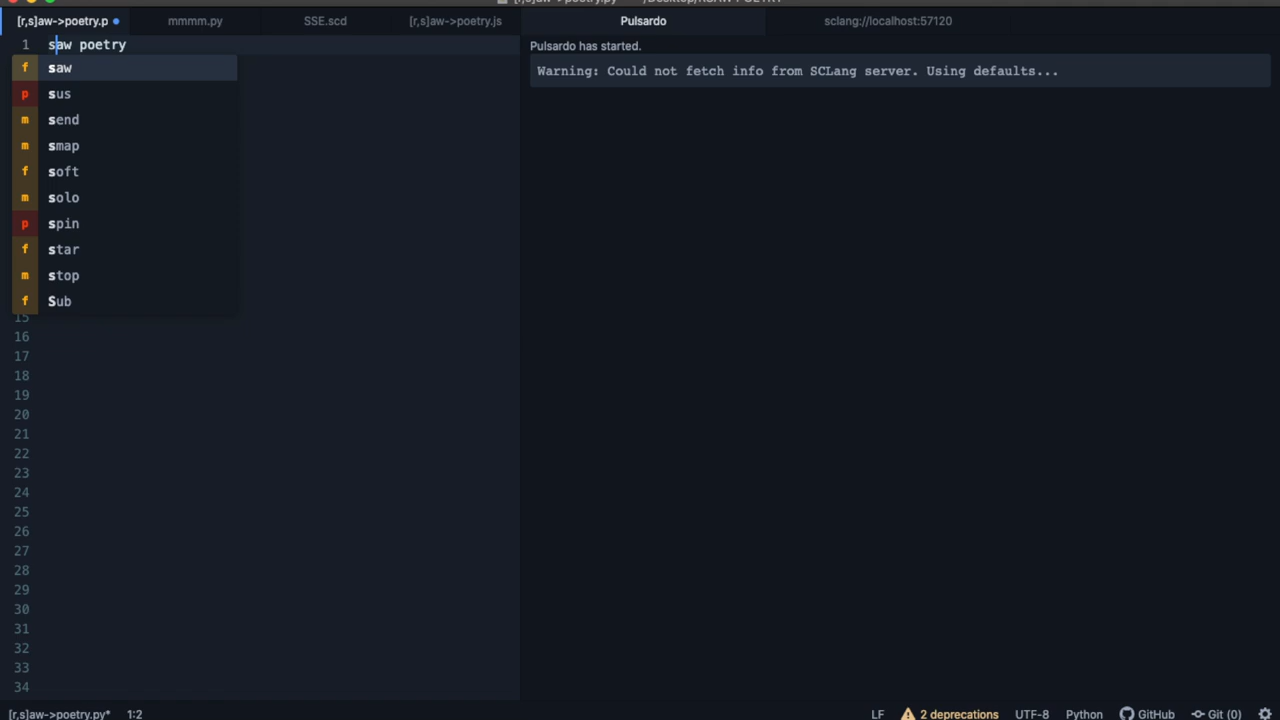 [r,s]aw->poetry.p
mmmm.py
SSE.scd
[r,s]aw->poetry.js
Pulsardo
sclang://localhost:57120
1 saw poetry
f saw
p sus
m send
m smap
f soft
m solo
p spin
f star
m stop
f Sub
15
16
17
18
19
20
21
22
23
24
25
26
27
28
29
30
31
32
33
34
Pulsardo has started.
Warning: Could not fetch info from SCLang server. Using defaults...
[r,s]aw->poetry.py* 1:2
LF 2 deprecations UTF-8 Python GitHub Git (0)